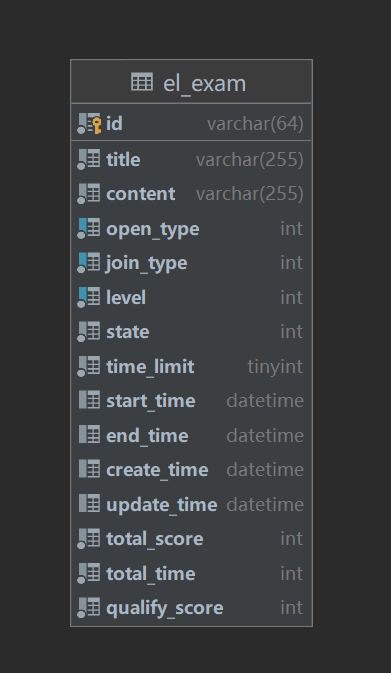 el_exam
id varchar(64)
title varchar(255)
content varchar(255)
open_type int
join_type int
level int
state int
time_limit tinyint
start_time datetime
end_time datetime
create_time datetime
update_time datetime
total_score int
total_time int
qualify_score int